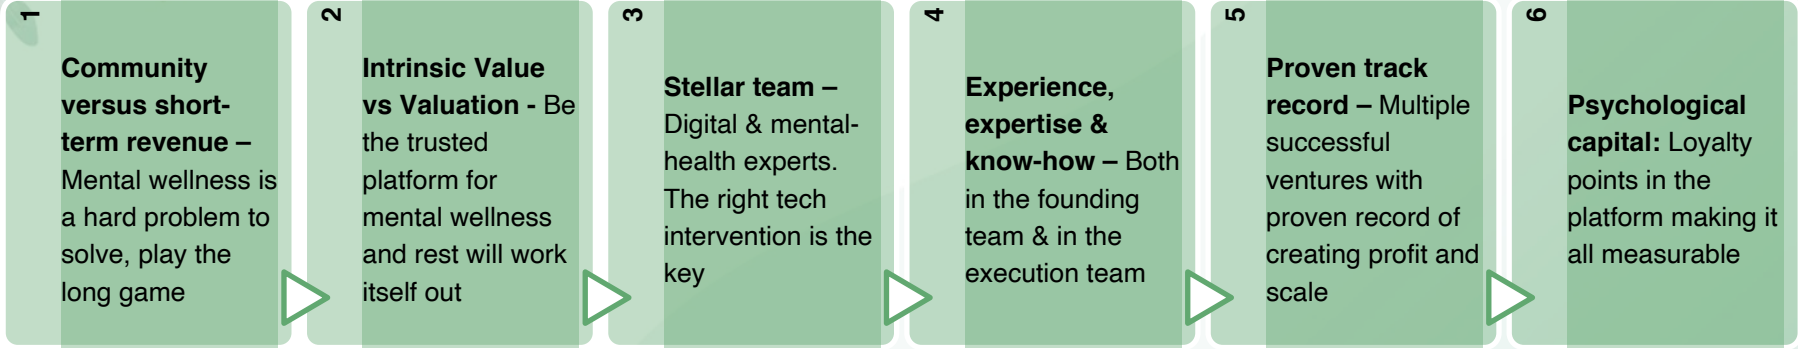 1
Community
versus short-
term revenue –
Mental wellness is
a hard problem to
solve, play the
long game
2
Intrinsic Value
vs Valuation - Be
the trusted
platform for
mental wellness
and rest will work
itself out
3
Stellar team –
Digital & mental-
health experts.
The right tech
intervention is the
key
4
Experience,
expertise &
know-how – Both
in the founding
team & in the
execution team
5
Proven track
record – Multiple
successful
ventures with
proven record of
creating profit and
scale
6
Psychological
capital: Loyalty
points in the
platform making it
all measurable